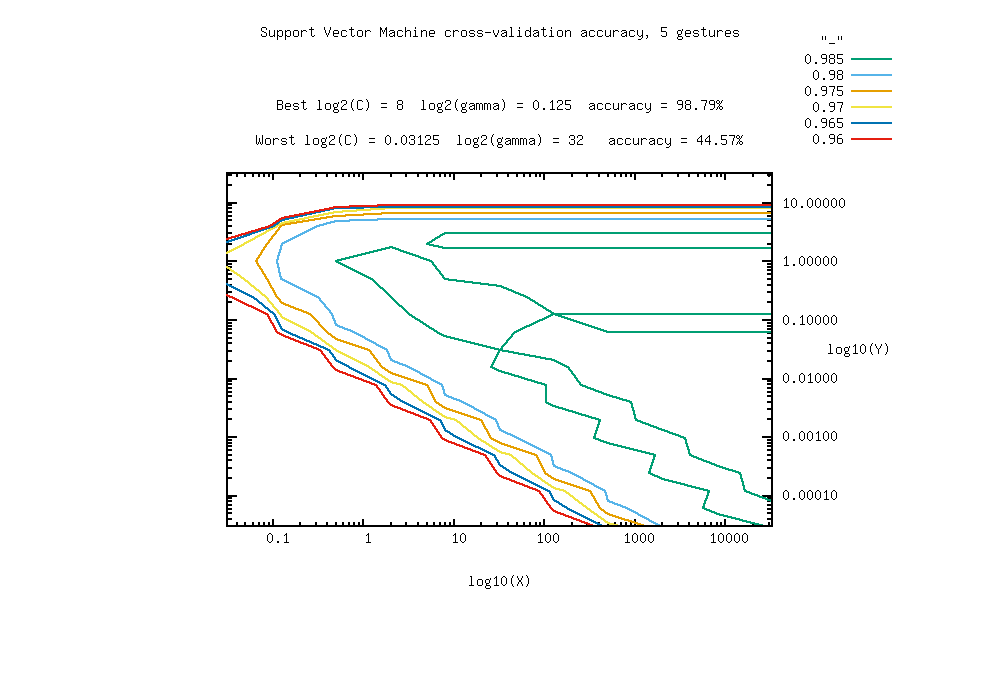 Support Vector Machine cross-validation accuracy, 5 gestures
"_"
0.985
0.98
0.975
0.97
0.965
0.96
Best log2(C) = 8  log2(gamma) = 0.125  accuracy = 98.79%
Worst log2(C) = 0.03125  log2(gamma) = 32   accuracy = 44.57%
10.00000
1.00000
0.10000
log10(Y)
0.01000
0.00100
0.00010
0.1 1 10 100 1000 10000
log10(X)